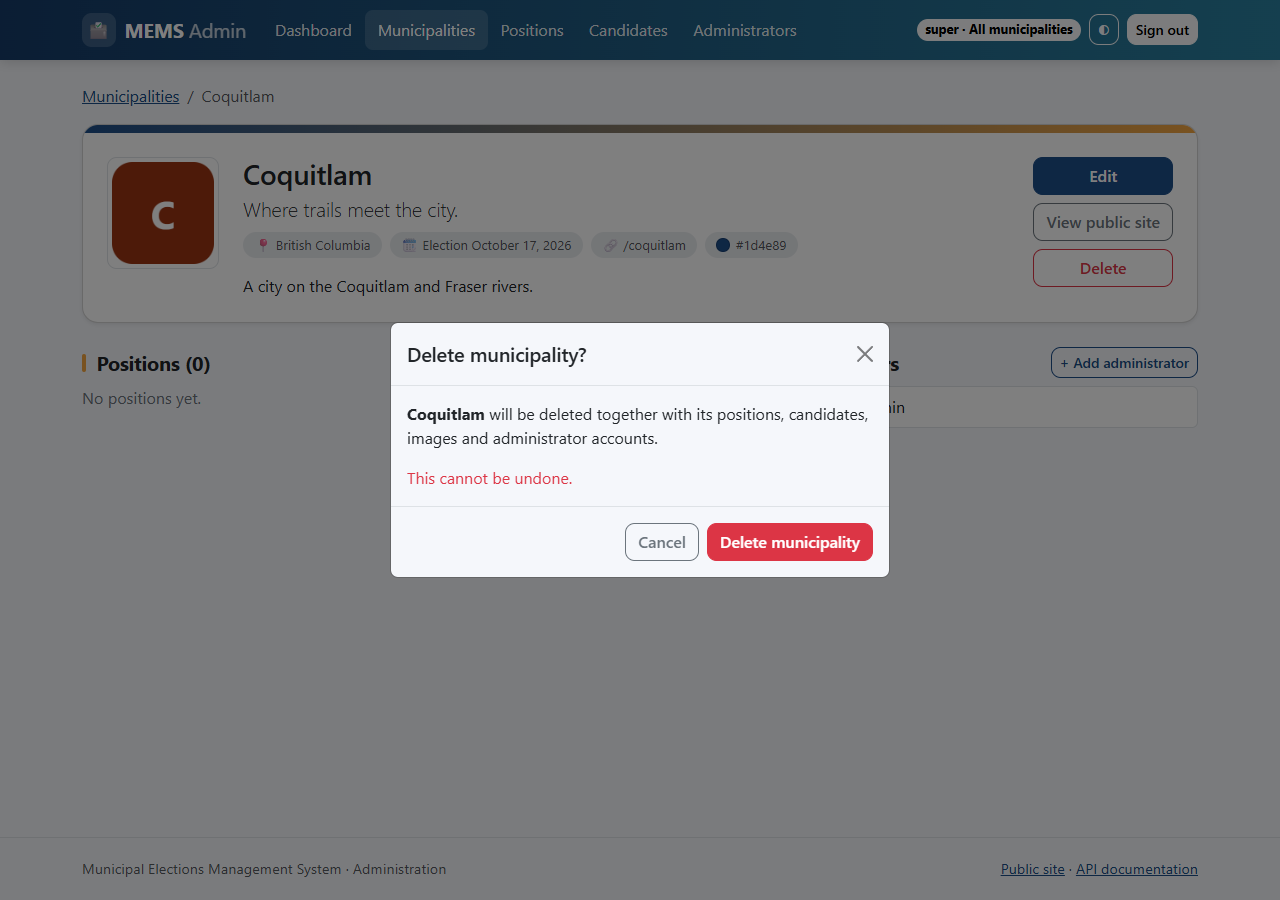 MEMS Admin Dashboard Municipalities Positions Candidates Administrators super · All municipalities Sign out
Municipalities / Coquitlam
C
Coquitlam
Where trails meet the city.
British Columbia Election October 17, 2026 /coquitlam #1d4e89
A city on the Coquitlam and Fraser rivers.
Edit
View public site
Delete
Positions (0)
No positions yet.
+ Add administrator
Delete municipality?
Coquitlam will be deleted together with its positions, candidates,
images and administrator accounts.
This cannot be undone.
Cancel Delete municipality
Municipal Elections Management System · Administration
Public site · API documentation